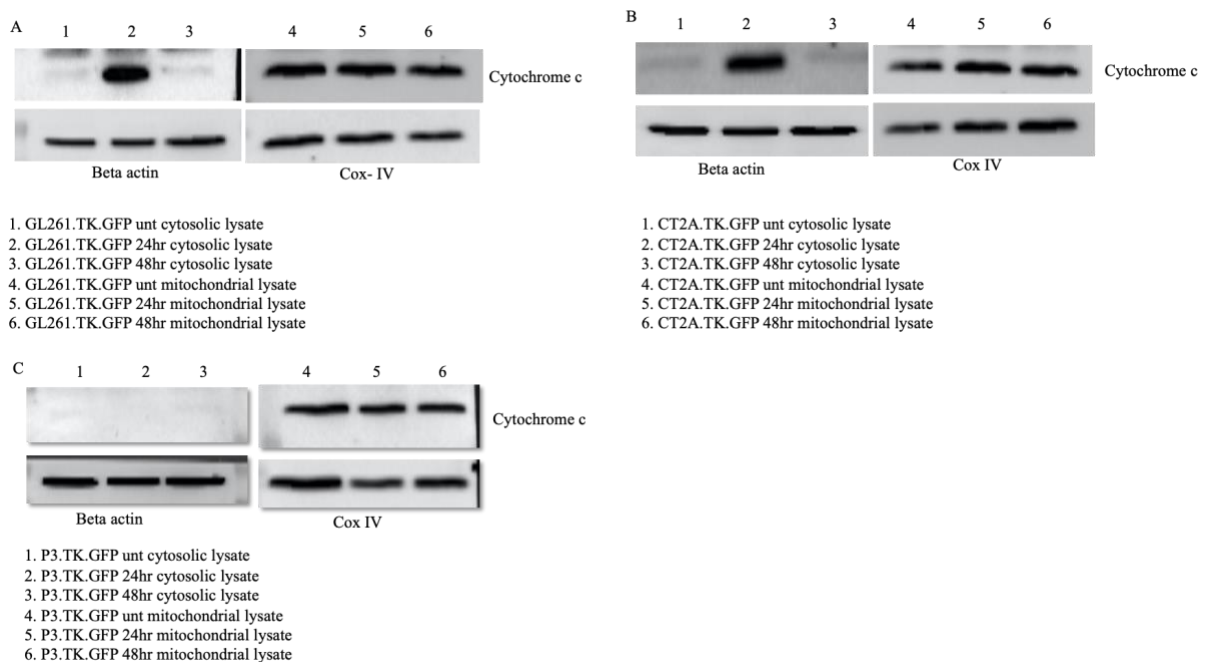 A
1 2 3 4 5 6
Cytochrome c
Beta actin Cox- IV
1. GL261.TK.GFP unt cytosolic lysate
2. GL261.TK.GFP 24hr cytosolic lysate
3. GL261.TK.GFP 48hr cytosolic lysate
4. GL261.TK.GFP unt mitochondrial lysate
5. GL261.TK.GFP 24hr mitochondrial lysate
6. GL261.TK.GFP 48hr mitochondrial lysate
B
1 2 3 4 5 6
Cytochrome c
Beta actin Cox IV
1. CT2A.TK.GFP unt cytosolic lysate
2. CT2A.TK.GFP 24hr cytosolic lysate
3. CT2A.TK.GFP 48hr cytosolic lysate
4. CT2A.TK.GFP unt mitochondrial lysate
5. CT2A.TK.GFP 24hr mitochondrial lysate
6. CT2A.TK.GFP 48hr mitochondrial lysate
C
1 2 3 4 5 6
Cytochrome c
Beta actin Cox IV
1. P3.TK.GFP unt cytosolic lysate
2. P3.TK.GFP 24hr cytosolic lysate
3. P3.TK.GFP 48hr cytosolic lysate
4. P3.TK.GFP unt mitochondrial lysate
5. P3.TK.GFP 24hr mitochondrial lysate
6. P3.TK.GFP 48hr mitochondrial lysate